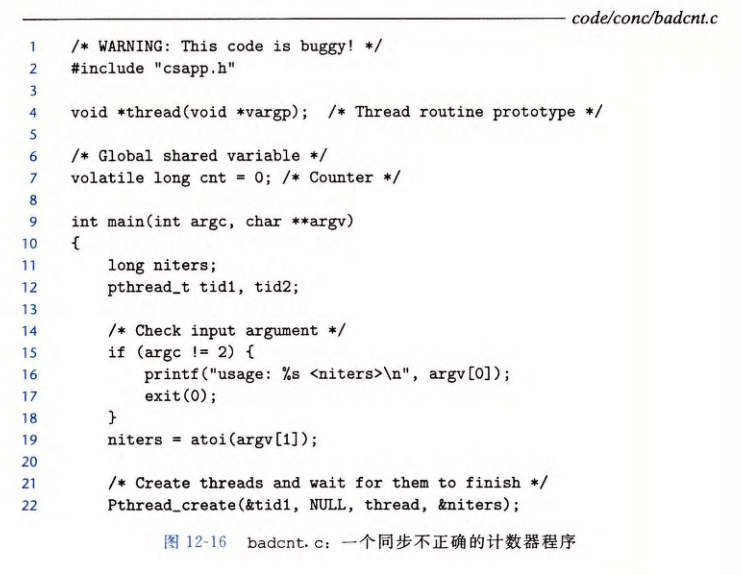 code/conc/badcnt.c
1 /* WARNING: This code is buggy! */
2 #include "csapp.h"
3
4 void *thread(void *vargp); /* Thread routine prototype */
5
6 /* Global shared variable */
7 volatile long cnt = 0; /* Counter */
8
9 int main(int argc, char **argv)
10 {
11 long niters;
12 pthread_t tid1, tid2;
13
14 /* Check input argument */
15 if (argc != 2) {
16 printf("usage: %s <niters>\n", argv[0]);
17 exit(0);
18 }
19 niters = atoi(argv[1]);
20
21 /* Create threads and wait for them to finish */
22 Pthread_create(&tid1, NULL, thread, &niters);
图 12-16 badcnt.c：一个同步不正确的计数器程序